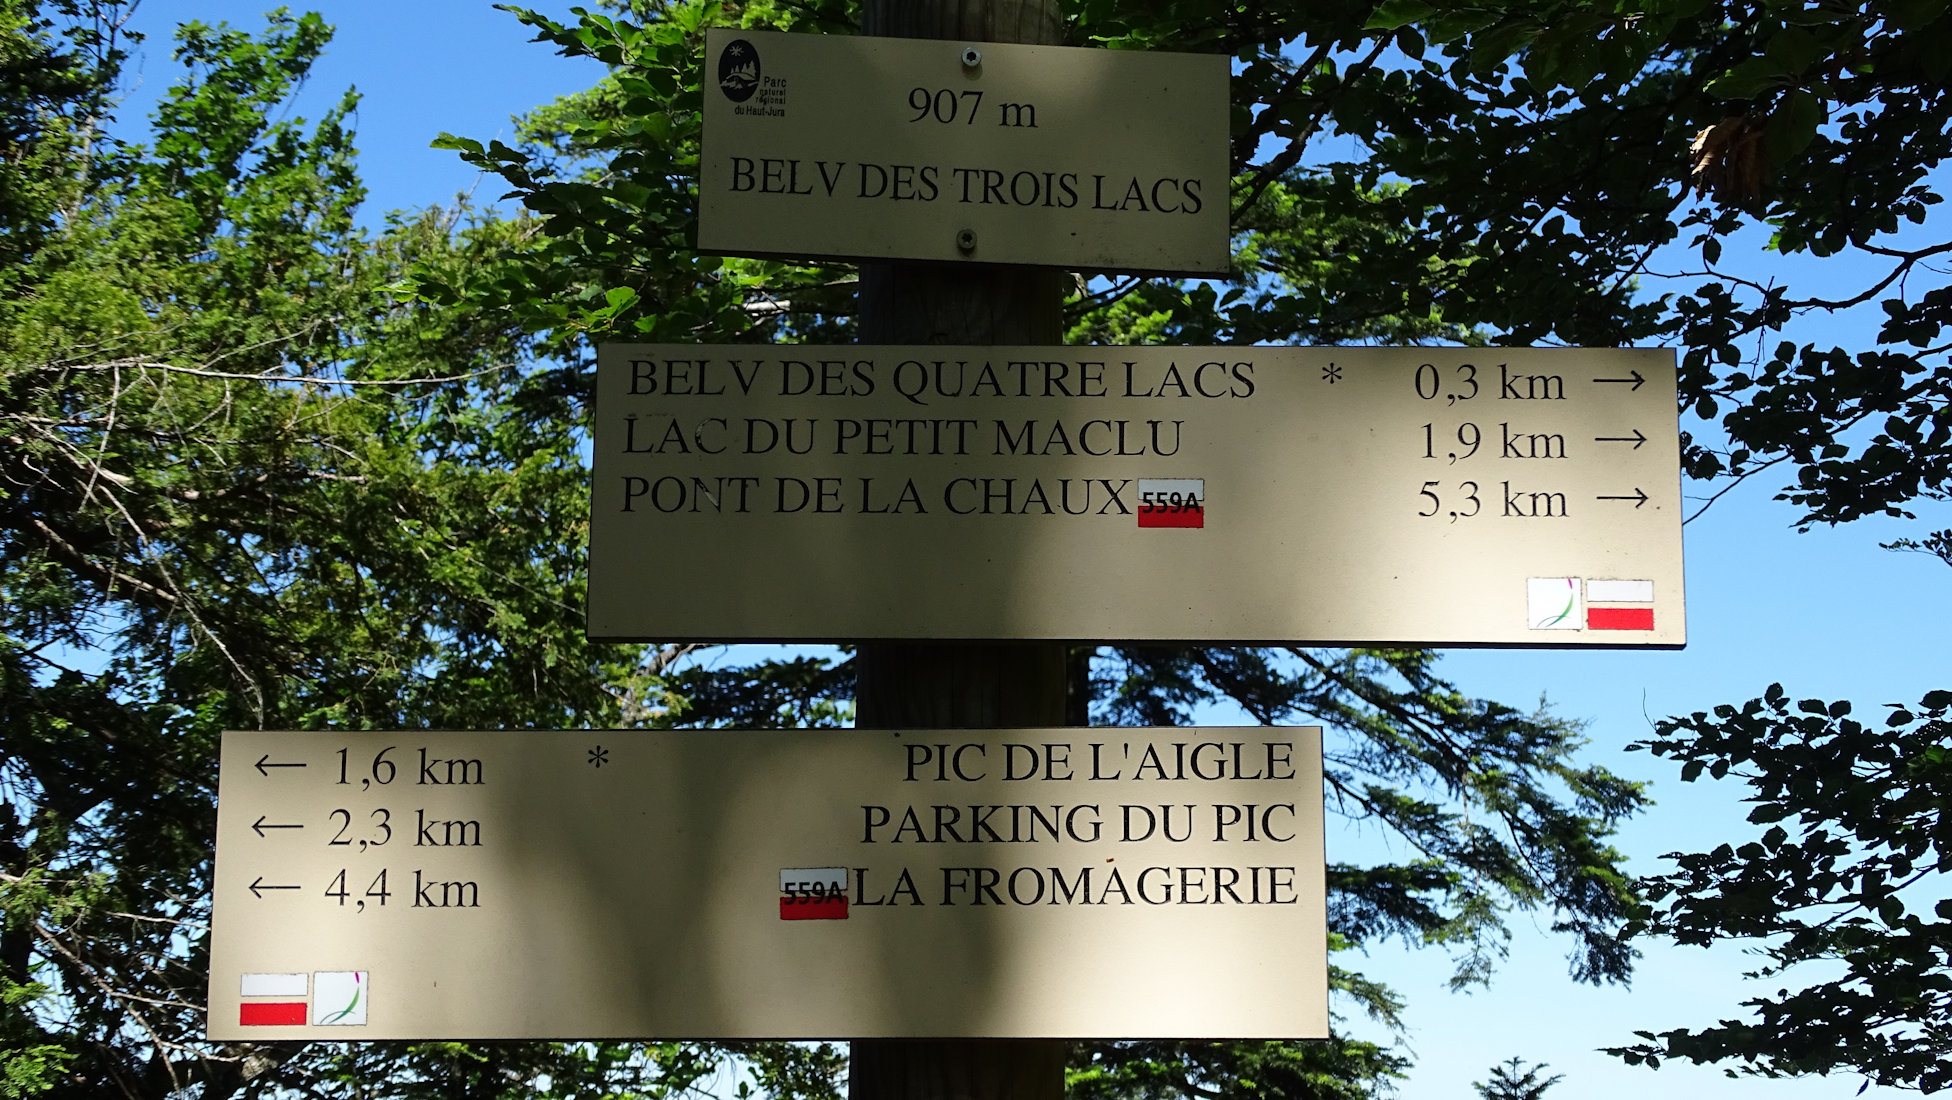 Parc
naturel
régional
du Haut-Jura
907 m
BELV DES TROIS LACS
BELV DES QUATRE LACS * 0,3 km →
LAC DU PETIT MACLU 1,9 km →
PONT DE LA CHAUX 559A 5,3 km →
← 1,6 km * PIC DE L'AIGLE
← 2,3 km PARKING DU PIC
← 4,4 km 559A LA FROMAGERIE